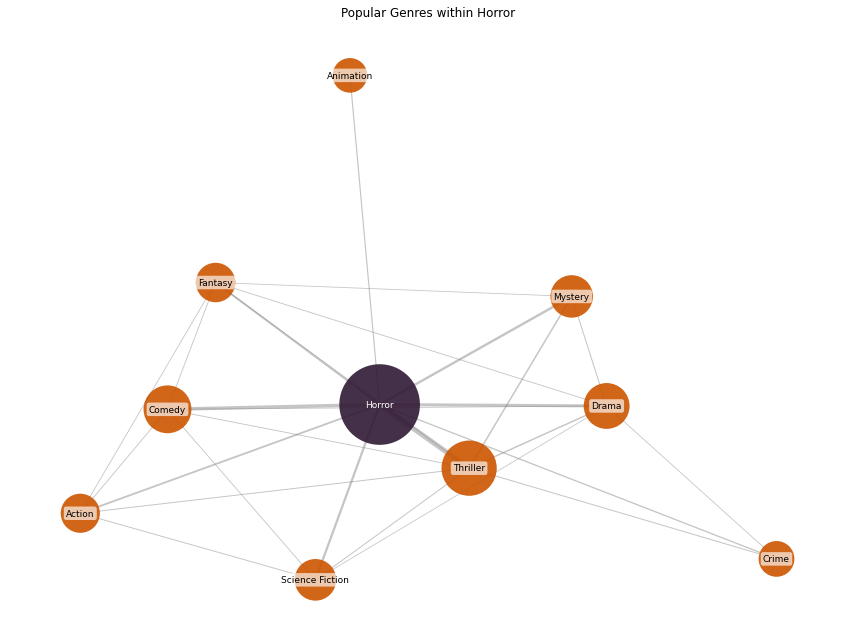 Popular Genres within Horror
Animation
Fantasy
Mystery
Horror
Drama
Comedy
Thriller
Action
Crime
Science Fiction